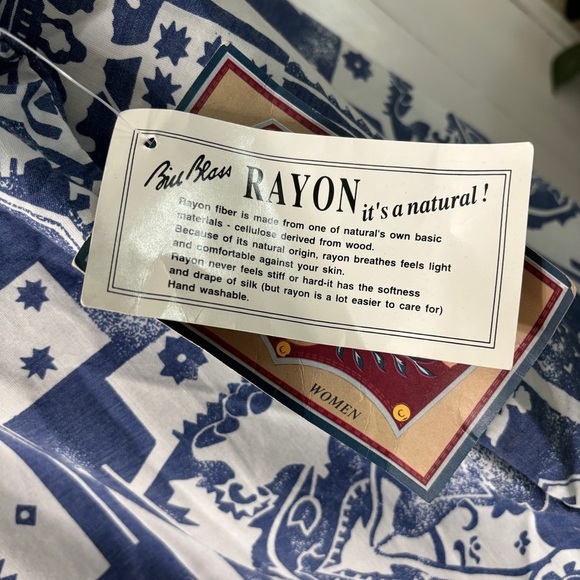 Bill Blass RAYON it's a natural!
Rayon fiber is made from one of natural's own basic
materials - cellulose derived from wood.
Because of its natural origin, rayon breathes feels light
and comfortable against your skin.
Rayon never feels stiff or hard-it has the softness
and drape of silk (but rayon is a lot easier to care for)
Hand washable.
WOMEN